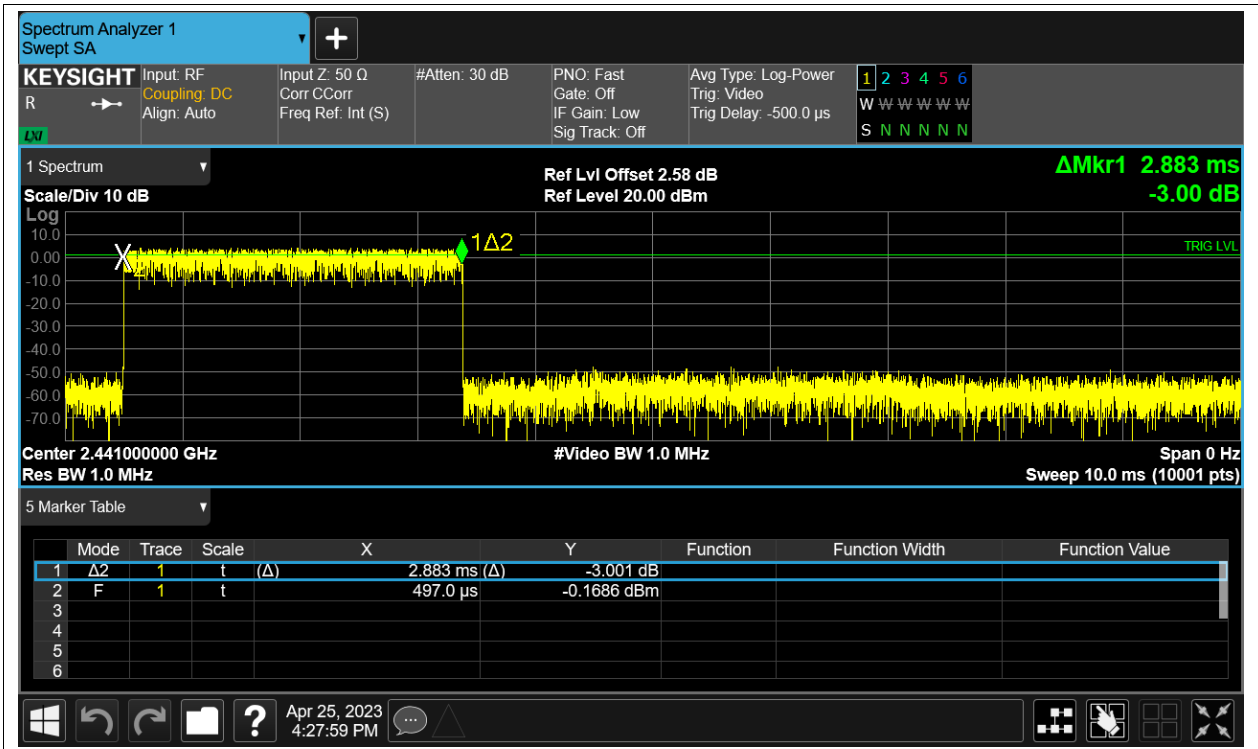 Spectrum Analyzer 1
Swept SA
KEYSIGHT Input: RF Input Z: 50 Ω #Atten: 30 dB PNO: Fast Avg Type: Log-Power 1 2 3 4 5 6
R Coupling: DC Corr CCorr Gate: Off Trig: Video W W W W W W
Align: Auto Freq Ref: Int (S) IF Gain: Low Trig Delay: -500.0 µs
LXI Sig Track: Off S N N N N N
1 Spectrum Ref Lvl Offset 2.58 dB ΔMkr1 2.883 ms
Scale/Div 10 dB Ref Level 20.00 dBm -3.00 dB
Log
10.0
1Δ2
TRIG LVL
0.00
-10.0
-20.0
-30.0
-40.0
-50.0
-60.0
-70.0
Center 2.441000000 GHz #Video BW 1.0 MHz Span 0 Hz
Res BW 1.0 MHz Sweep 10.0 ms (10001 pts)
5 Marker Table
Mode Trace Scale X Y Function Function Width Function Value
1 Δ2 1 t (Δ) 2.883 ms (Δ) -3.001 dB
2 F 1 t 497.0 µs -0.1686 dBm
3
4
5
6
? Apr 25, 2023
4:27:59 PM